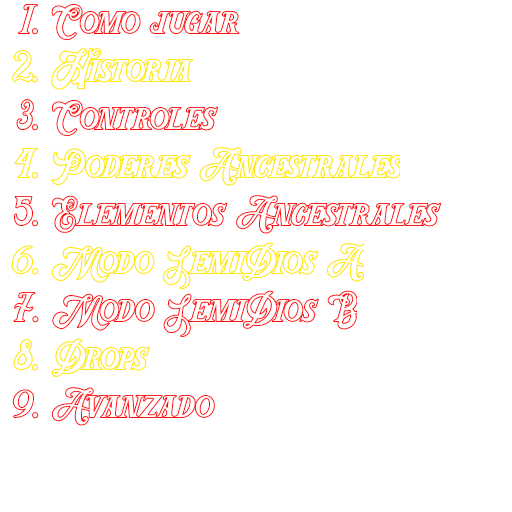 1. Como jugar
2. Historia
3. Controles
4. Poderes Ancestrales
5. Elementos Ancestrales
6. Modo SemiDios A
7. Modo SemiDios B
8. Drops
9. Avanzado